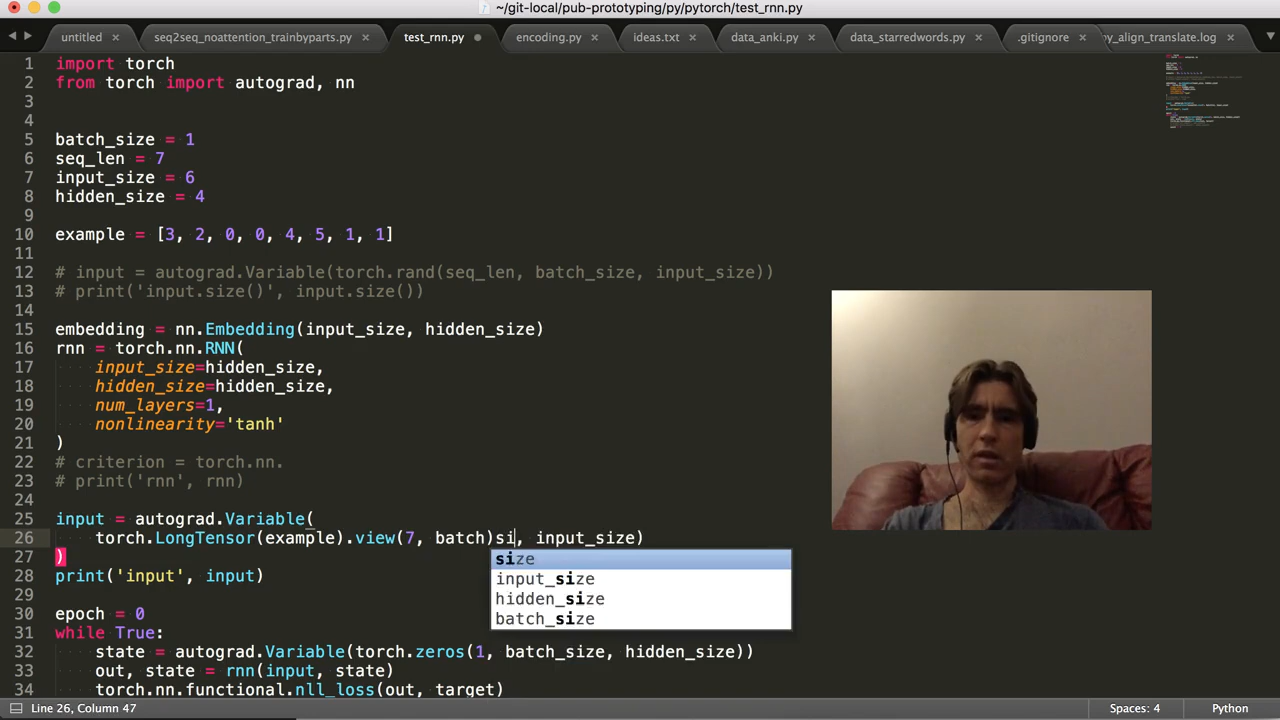 ~/git-local/pub-prototyping/py/pytorch/test_rnn.py
untitled × seq2seq_noattention_trainbyparts.py × test_rnn.py encoding.py × ideas.txt × data_anki.py × data_starredwords.py × .gitignore × y_align_translate.log ×
1 import torch
2 from torch import autograd, nn
3
4
5 batch_size = 1
6 seq_len = 7
7 input_size = 6
8 hidden_size = 4
9
10 example = [3, 2, 0, 0, 4, 5, 1, 1]
11
12 # input = autograd.Variable(torch.rand(seq_len, batch_size, input_size))
13 # print('input.size()', input.size())
14
15 embedding = nn.Embedding(input_size, hidden_size)
16 rnn = torch.nn.RNN(
17 input_size=hidden_size,
18 hidden_size=hidden_size,
19 num_layers=1,
20 nonlinearity='tanh'
21 )
22 # criterion = torch.nn.
23 # print('rnn', rnn)
24
25 input = autograd.Variable(
26 torch.LongTensor(example).view(7, batch)si, input_size)
27 )
size
input_size
hidden_size
batch_size
28 print('input', input)
29
30 epoch = 0
31 while True:
32 state = autograd.Variable(torch.zeros(1, batch_size, hidden_size))
33 out, state = rnn(input, state)
34 torch.nn.functional.nll_loss(out, target)
Line 26, Column 47 Spaces: 4 Python